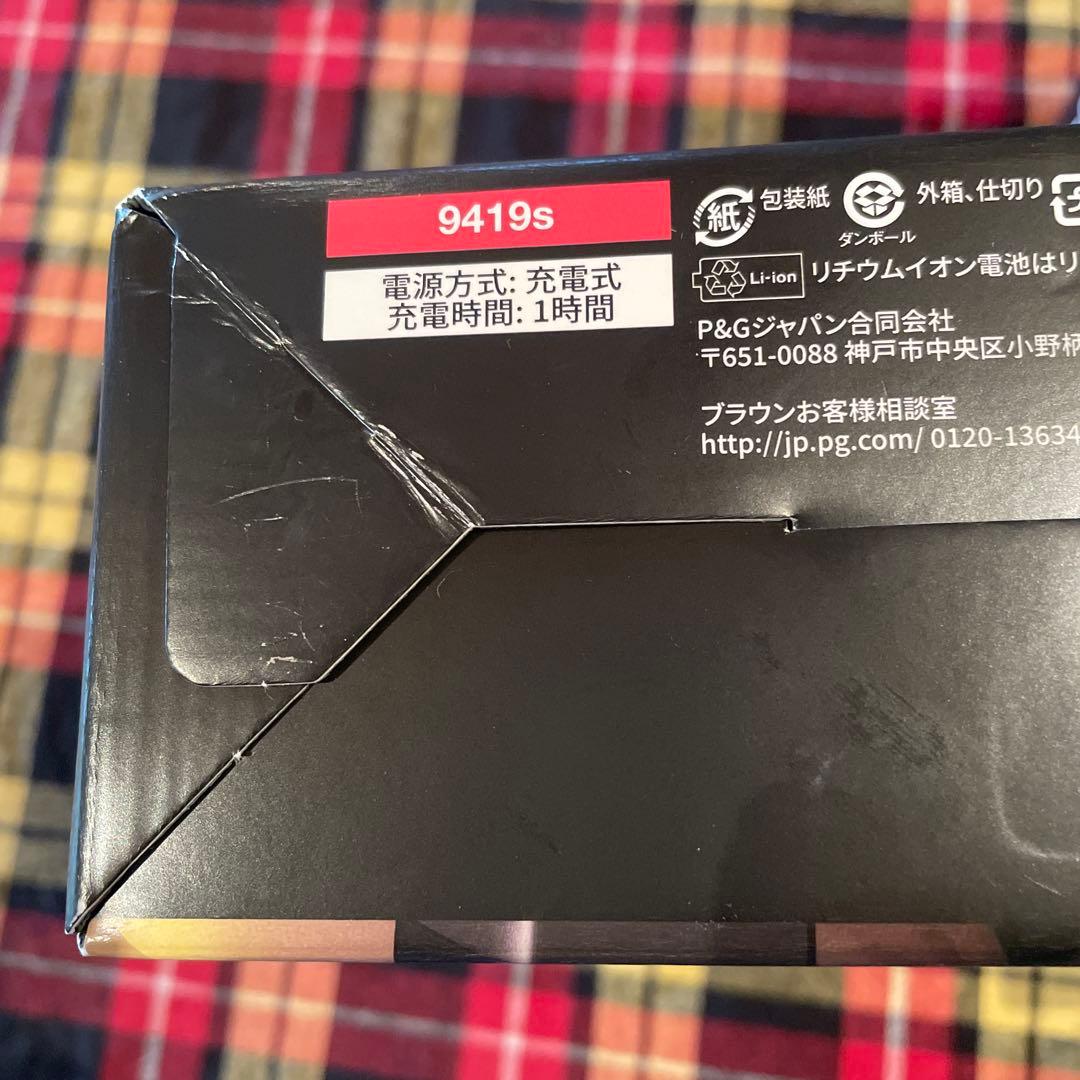 9419s
電源方式: 充電式
充電時間: 1時間
紙 包装紙
ダンボール
外箱、仕切り
Li-ion リチウムイオン電池はリ
P&Gジャパン合同会社
〒651-0088 神戸市中央区小野柄
ブラウンお客様相談室
http://jp.pg.com/ 0120-13634